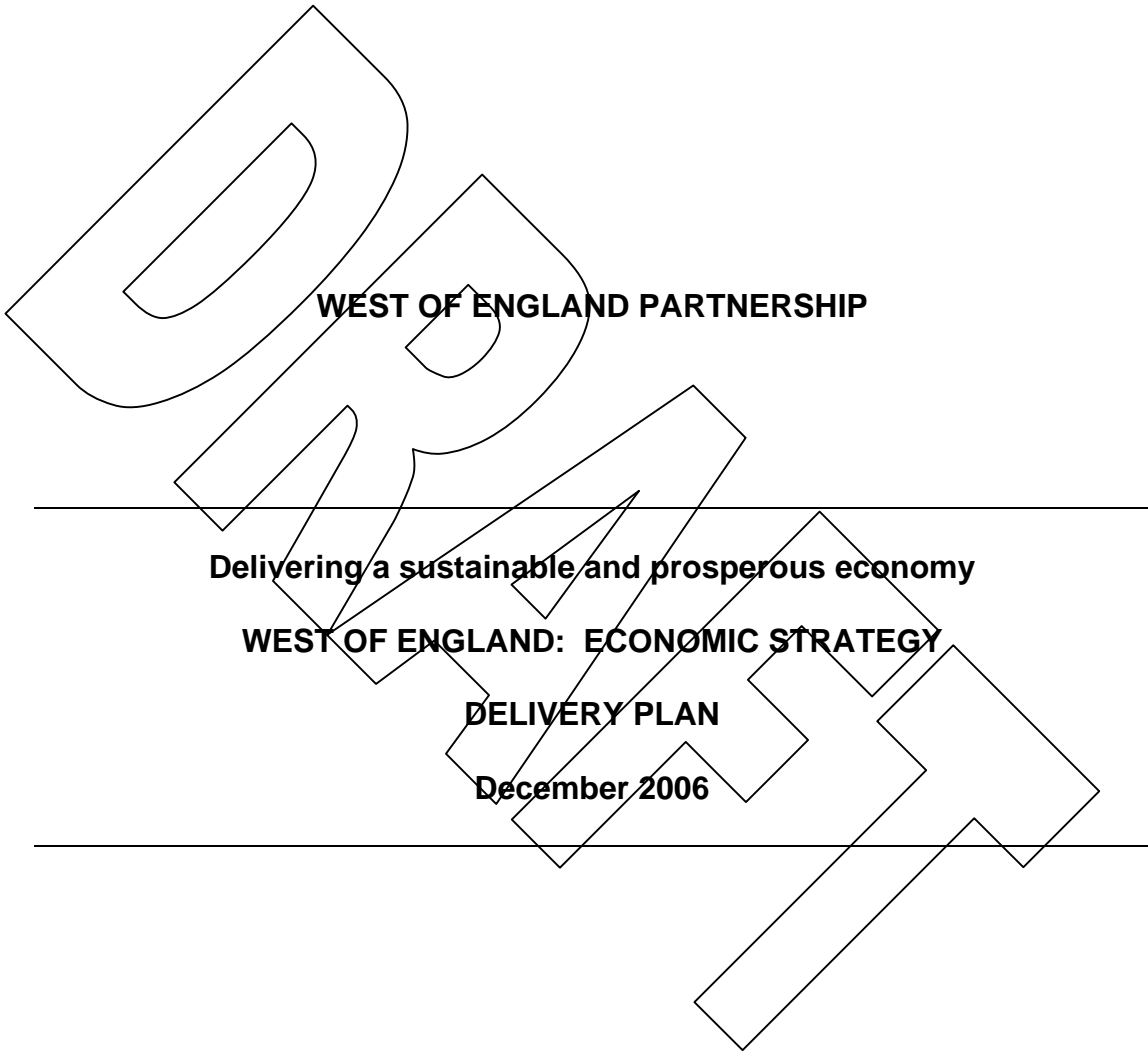 DRAFT
WEST OF ENGLAND PARTNERSHIP
Delivering a sustainable and prosperous economy
WEST OF ENGLAND: ECONOMIC STRATEGY
DELIVERY PLAN
December 2006